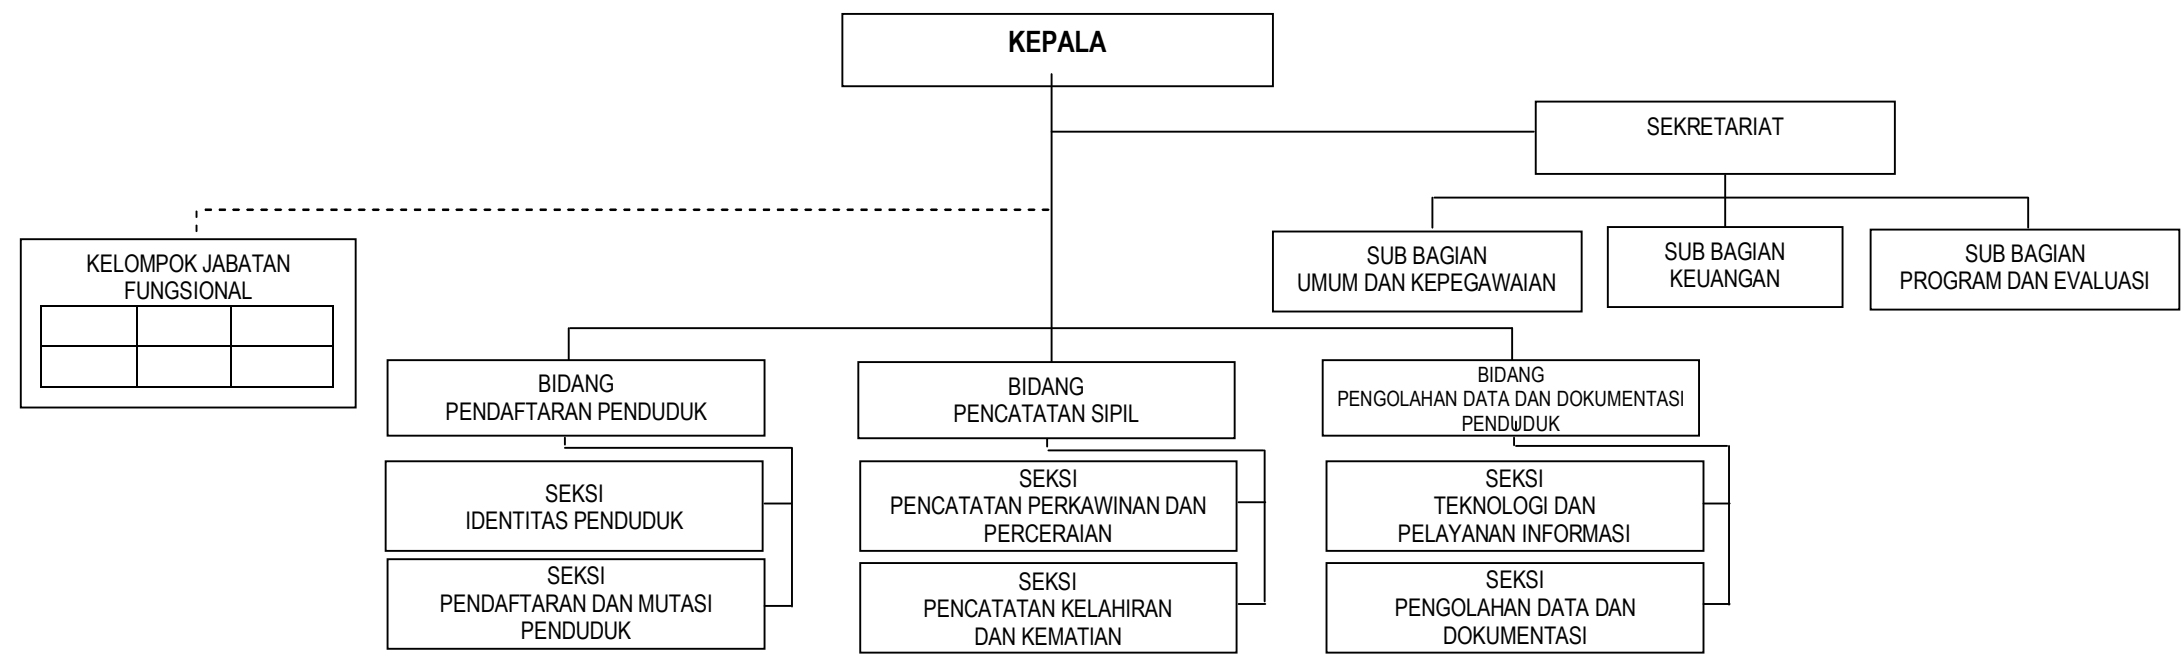 KEPALA
SEKRETARIAT
SUB BAGIAN
UMUM DAN KEPEGAWAIAN
SUB BAGIAN
KEUANGAN
SUB BAGIAN
PROGRAM DAN EVALUASI
KELOMPOK JABATAN
FUNGSIONAL
BIDANG
PENDAFTARAN PENDUDUK
BIDANG
PENCATATAN SIPIL
BIDANG
PENGOLAHAN DATA DAN DOKUMENTASI
PENDUDUK
SEKSI
IDENTITAS PENDUDUK
SEKSI
PENCATATAN PERKAWINAN DAN
PERCERAIAN
SEKSI
TEKNOLOGI DAN
PELAYANAN INFORMASI
SEKSI
PENDAFTARAN DAN MUTASI
PENDUDUK
SEKSI
PENCATATAN KELAHIRAN
DAN KEMATIAN
SEKSI
PENGOLAHAN DATA DAN
DOKUMENTASI